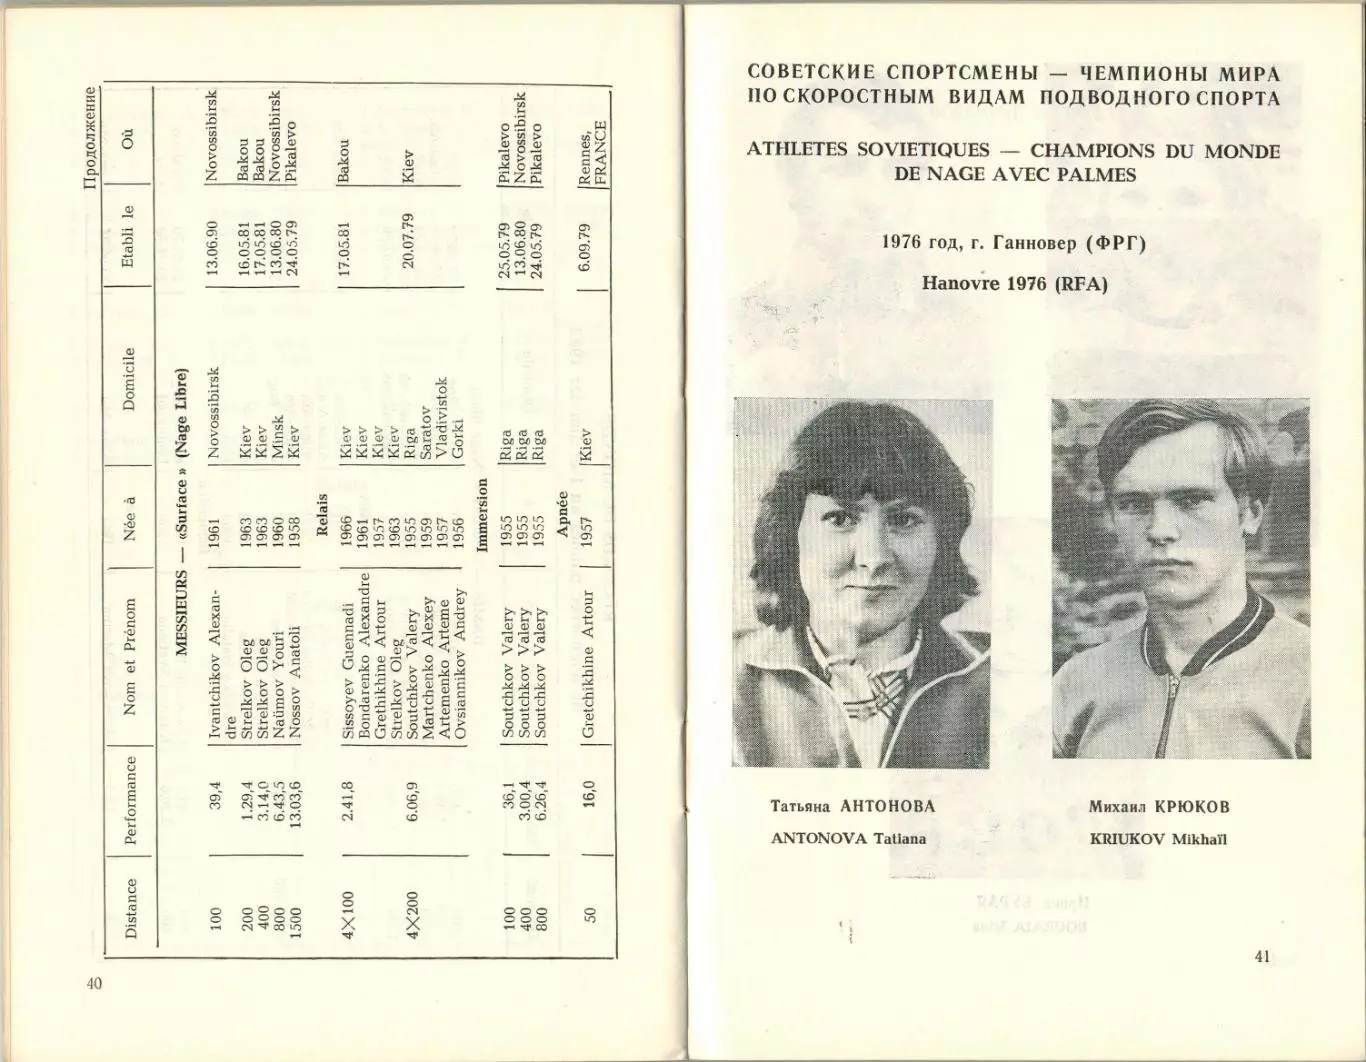 Продолжение
Distance Performance Nom et Prénom Née à Domicile Etabli le Où
MESSIEURS — «Surface» (Nage Libre)
100 39,4 Ivantchikov Alexan- 1961 Novossibirsk 13.06.90 Novossibirsk
dre
200 1.29,4 Strelkov Oleg 1963 Kiev 16.05.81 Bakou
400 3.14,0 Strelkov Oleg 1963 Kiev 17.05.81 Bakou
800 6.43,5 Naümov Youri 1960 Minsk 13.06.80 Novossibirsk
1500 13.03,6 Nossov Anatoli 1958 Kiev 24.05.79 Pikalevo
Relais
4X100 2.41,8 Sissoyev Guennadi 1966 Kiev 17.05.81 Bakou
Bondarenko Alexandre 1961 Kiev
Grethikhine Artour 1957 Kiev
Strelkov Oleg 1963 Kiev
4X200 6.06,9 Soutchkov Valery 1955 Riga 20.07.79 Kiev
Martchenko Alexey 1959 Saratov
Artemenko Arteme 1957 Vladivistok
Ovsiannikov Andrey 1956 Gorki
Immersion
100 36,1 Soutchkov Valery 1955 Riga 25.05.79 Pikalevo
400 3.00,4 Soutchkov Valery 1955 Riga 13.06.80 Novossibirsk
800 6.26,4 Soutchkov Valery 1955 Riga 24.05.79 Pikalevo
Apnée
50 16,0 Gretchikhine Artour 1957 Kiev 6.09.79 Rennes,
FRANCE
40
СОВЕТСКИЕ СПОРТСМЕНЫ — ЧЕМПИОНЫ МИРА
ПО СКОРОСТНЫМ ВИДАМ ПОДВОДНОГО СПОРТА
ATHLETES SOVIETIQUES — CHAMPIONS DU MONDE
DE NAGE AVEC PALMES
1976 год, г. Ганновер (ФРГ)
Hanovre 1976 (RFA)
Татьяна АНТОНОВА
ANTONOVA Tatiana
Михаил КРЮКОВ
KRIUKOV Mikhaïl
41